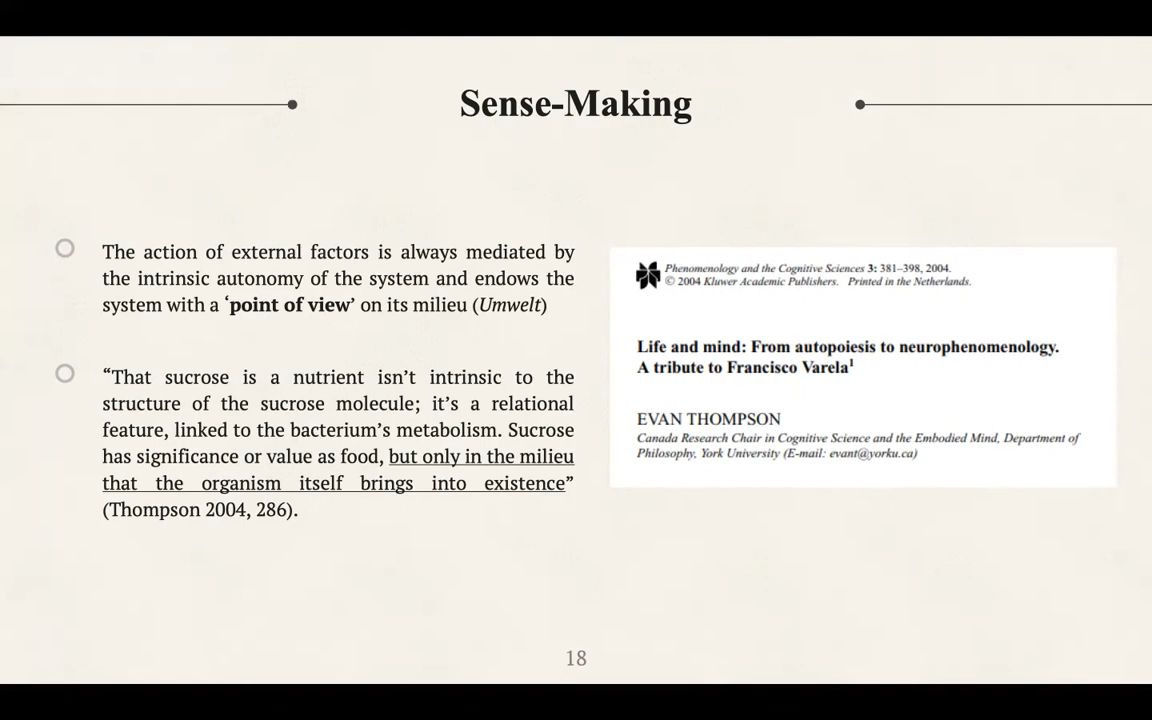 Sense-Making
The action of external factors is always mediated by
the intrinsic autonomy of the system and endows the
system with a ‘point of view’ on its milieu (Umwelt)
“That sucrose is a nutrient isn’t intrinsic to the
structure of the sucrose molecule; it’s a relational
feature, linked to the bacterium’s metabolism. Sucrose
has significance or value as food, but only in the milieu
that the organism itself brings into existence”
(Thompson 2004, 286).
Phenomenology and the Cognitive Sciences 3: 381–398, 2004.
© 2004 Kluwer Academic Publishers. Printed in the Netherlands.
Life and mind: From autopoiesis to neurophenomenology.
A tribute to Francisco Varela¹
EVAN THOMPSON
Canada Research Chair in Cognitive Science and the Embodied Mind, Department of
Philosophy, York University (E-mail: evant@yorku.ca)
18